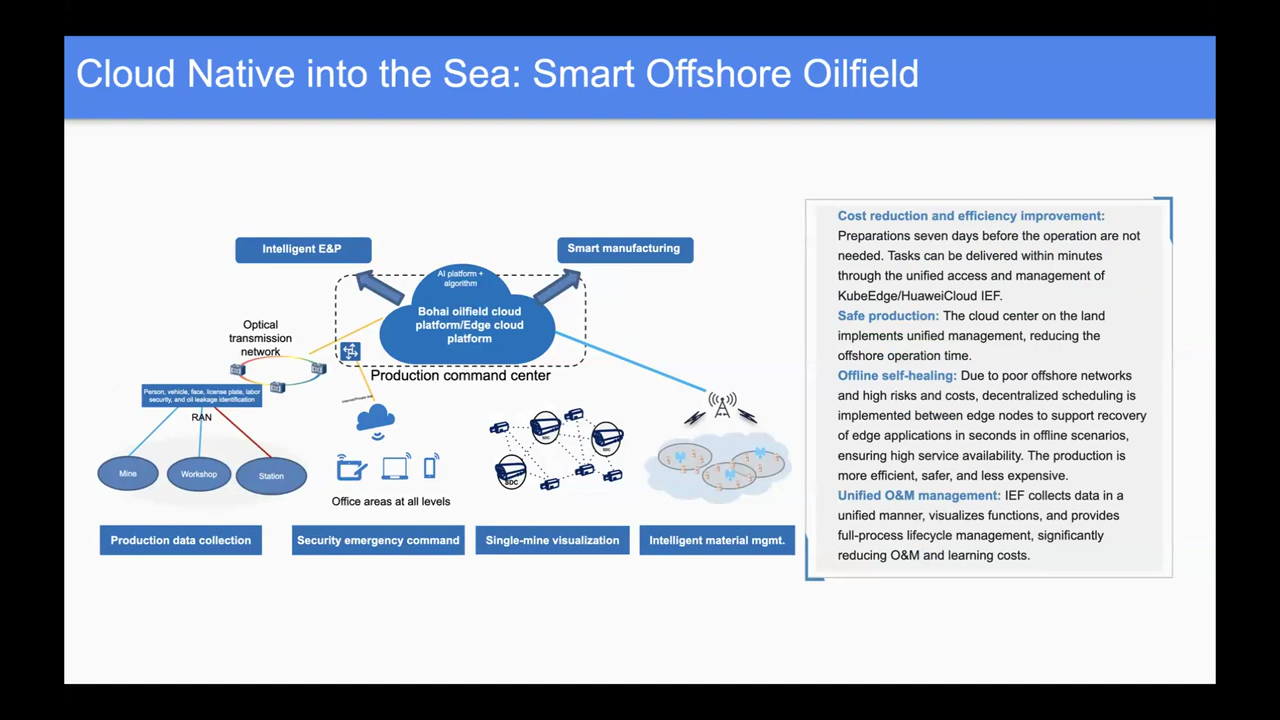 Cloud Native into the Sea: Smart Offshore Oilfield
Intelligent E&P
Smart manufacturing
AI platform +
algorithm
Bohai oilfield cloud
platform/Edge cloud
platform
Production command center
Optical
transmission
network
Person, vehicle, face, license plate, labor
security, and oil leakage identification
RAN
Mine
Workshop
Station
Office areas at all levels
SDC
SDC
SDC
Production data collection
Security emergency command
Single-mine visualization
Intelligent material mgmt.
Cost reduction and efficiency improvement:
Preparations seven days before the operation are not
needed. Tasks can be delivered within minutes
through the unified access and management of
KubeEdge/HuaweiCloud IEF.
Safe production: The cloud center on the land
implements unified management, reducing the
offshore operation time.
Offline self-healing: Due to poor offshore networks
and high risks and costs, decentralized scheduling is
implemented between edge nodes to support recovery
of edge applications in seconds in offline scenarios,
ensuring high service availability. The production is
more efficient, safer, and less expensive.
Unified O&M management: IEF collects data in a
unified manner, visualizes functions, and provides
full-process lifecycle management, significantly
reducing O&M and learning costs.